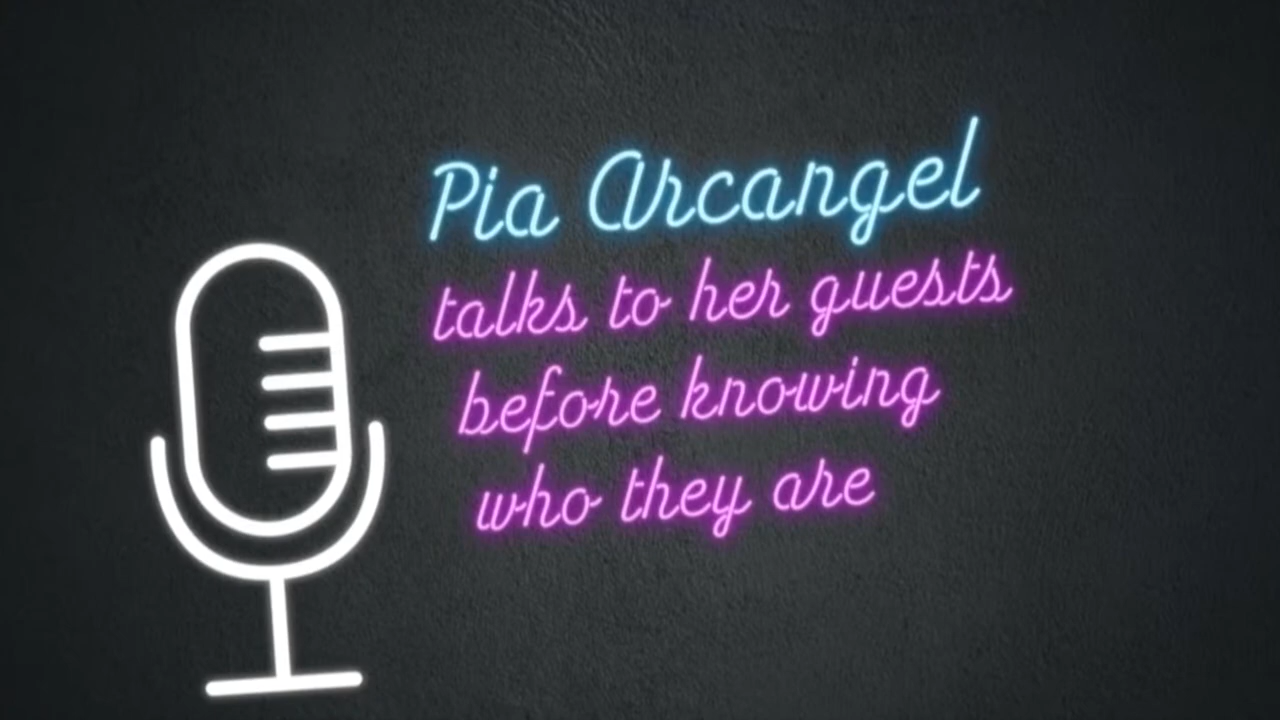 Pia Arcangel
talks to her guests
before knowing
who they are